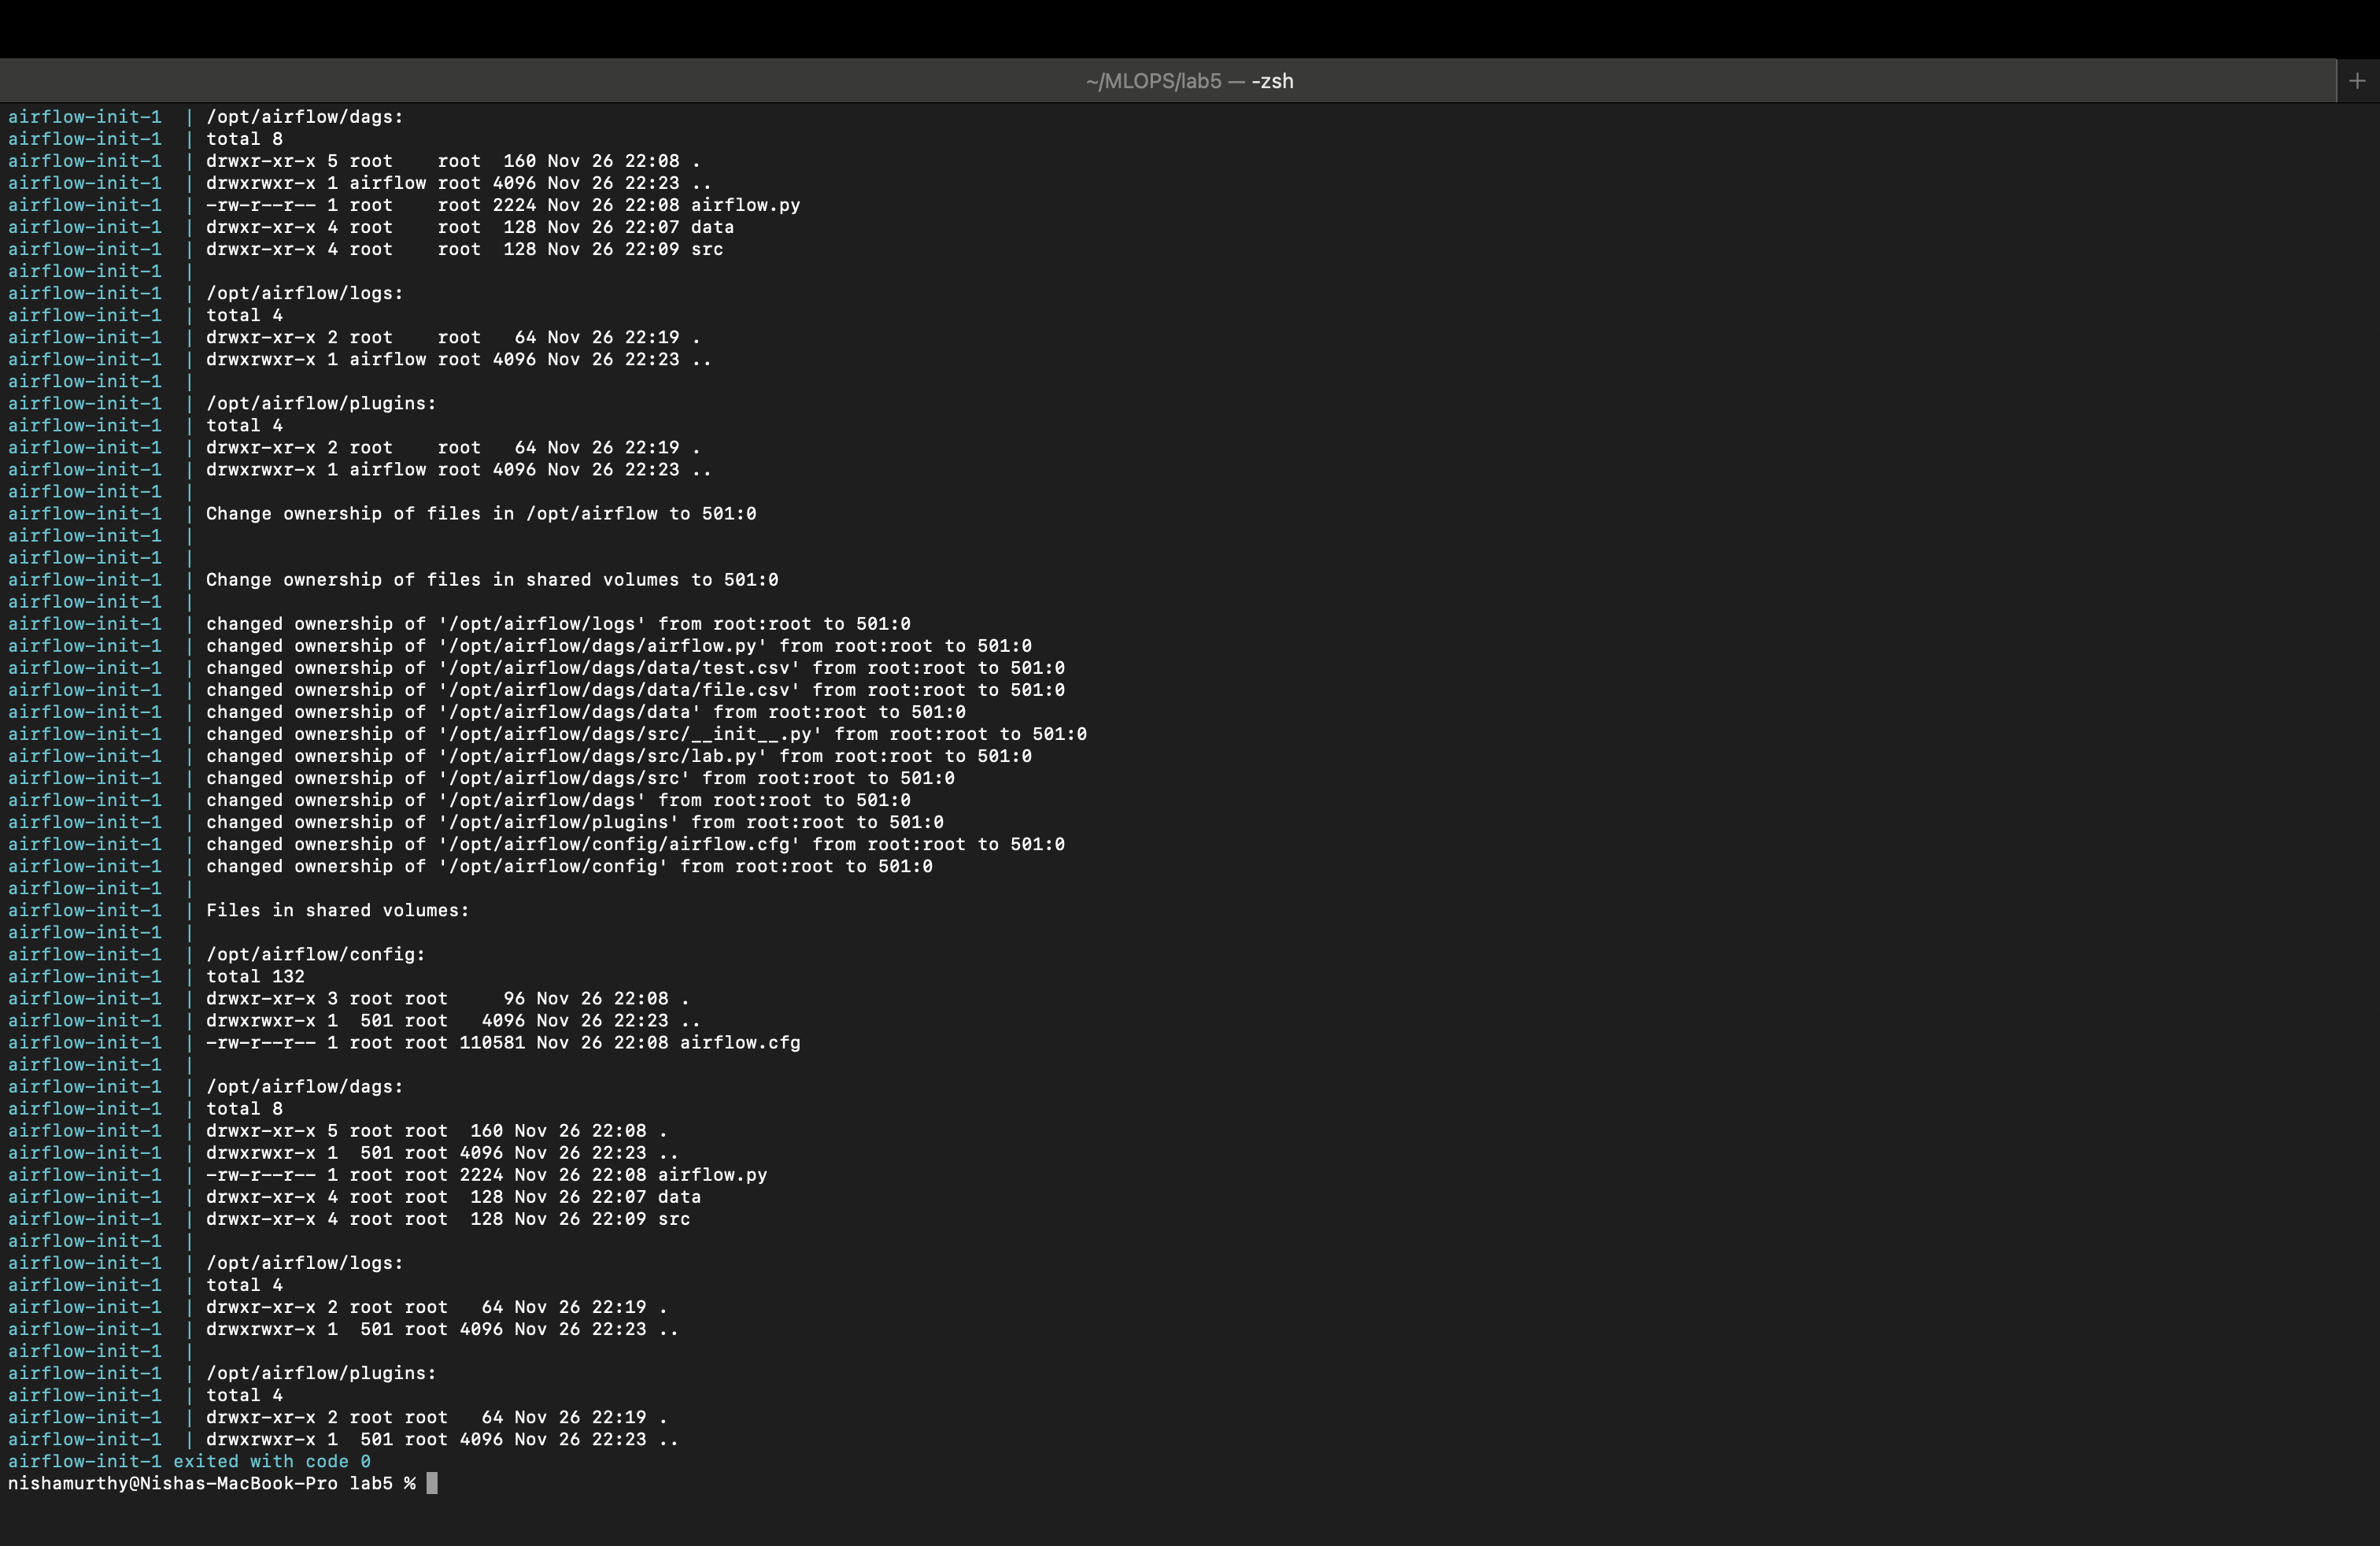 ~/MLOPS/lab5 — -zsh
+
airflow-init-1  | /opt/airflow/dags:
airflow-init-1  | total 8
airflow-init-1  | drwxr-xr-x 5 root    root  160 Nov 26 22:08 .
airflow-init-1  | drwxrwxr-x 1 airflow root 4096 Nov 26 22:23 ..
airflow-init-1  | -rw-r--r-- 1 root    root 2224 Nov 26 22:08 airflow.py
airflow-init-1  | drwxr-xr-x 4 root    root  128 Nov 26 22:07 data
airflow-init-1  | drwxr-xr-x 4 root    root  128 Nov 26 22:09 src
airflow-init-1  |
airflow-init-1  | /opt/airflow/logs:
airflow-init-1  | total 4
airflow-init-1  | drwxr-xr-x 2 root    root   64 Nov 26 22:19 .
airflow-init-1  | drwxrwxr-x 1 airflow root 4096 Nov 26 22:23 ..
airflow-init-1  |
airflow-init-1  | /opt/airflow/plugins:
airflow-init-1  | total 4
airflow-init-1  | drwxr-xr-x 2 root    root   64 Nov 26 22:19 .
airflow-init-1  | drwxrwxr-x 1 airflow root 4096 Nov 26 22:23 ..
airflow-init-1  |
airflow-init-1  | Change ownership of files in /opt/airflow to 501:0
airflow-init-1  |
airflow-init-1  |
airflow-init-1  | Change ownership of files in shared volumes to 501:0
airflow-init-1  |
airflow-init-1  | changed ownership of '/opt/airflow/logs' from root:root to 501:0
airflow-init-1  | changed ownership of '/opt/airflow/dags/airflow.py' from root:root to 501:0
airflow-init-1  | changed ownership of '/opt/airflow/dags/data/test.csv' from root:root to 501:0
airflow-init-1  | changed ownership of '/opt/airflow/dags/data/file.csv' from root:root to 501:0
airflow-init-1  | changed ownership of '/opt/airflow/dags/data' from root:root to 501:0
airflow-init-1  | changed ownership of '/opt/airflow/dags/src/__init__.py' from root:root to 501:0
airflow-init-1  | changed ownership of '/opt/airflow/dags/src/lab.py' from root:root to 501:0
airflow-init-1  | changed ownership of '/opt/airflow/dags/src' from root:root to 501:0
airflow-init-1  | changed ownership of '/opt/airflow/dags' from root:root to 501:0
airflow-init-1  | changed ownership of '/opt/airflow/plugins' from root:root to 501:0
airflow-init-1  | changed ownership of '/opt/airflow/config/airflow.cfg' from root:root to 501:0
airflow-init-1  | changed ownership of '/opt/airflow/config' from root:root to 501:0
airflow-init-1  |
airflow-init-1  | Files in shared volumes:
airflow-init-1  |
airflow-init-1  | /opt/airflow/config:
airflow-init-1  | total 132
airflow-init-1  | drwxr-xr-x 3 root root     96 Nov 26 22:08 .
airflow-init-1  | drwxrwxr-x 1  501 root   4096 Nov 26 22:23 ..
airflow-init-1  | -rw-r--r-- 1 root root 110581 Nov 26 22:08 airflow.cfg
airflow-init-1  |
airflow-init-1  | /opt/airflow/dags:
airflow-init-1  | total 8
airflow-init-1  | drwxr-xr-x 5 root root  160 Nov 26 22:08 .
airflow-init-1  | drwxrwxr-x 1  501 root 4096 Nov 26 22:23 ..
airflow-init-1  | -rw-r--r-- 1 root root 2224 Nov 26 22:08 airflow.py
airflow-init-1  | drwxr-xr-x 4 root root  128 Nov 26 22:07 data
airflow-init-1  | drwxr-xr-x 4 root root  128 Nov 26 22:09 src
airflow-init-1  |
airflow-init-1  | /opt/airflow/logs:
airflow-init-1  | total 4
airflow-init-1  | drwxr-xr-x 2 root root   64 Nov 26 22:19 .
airflow-init-1  | drwxrwxr-x 1  501 root 4096 Nov 26 22:23 ..
airflow-init-1  |
airflow-init-1  | /opt/airflow/plugins:
airflow-init-1  | total 4
airflow-init-1  | drwxr-xr-x 2 root root   64 Nov 26 22:19 .
airflow-init-1  | drwxrwxr-x 1  501 root 4096 Nov 26 22:23 ..
airflow-init-1 exited with code 0
nishamurthy@Nishas-MacBook-Pro lab5 %